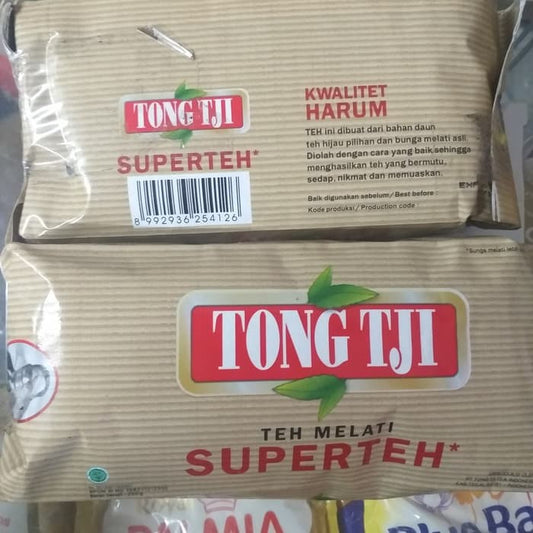 TONG TJI
SUPERTEH*
8 992936 254126
KWALITET
HARUM
TEH ini dibuat dari bahan daun
teh hijau pilihan dan bunga melati asli.
Diolah dengan cara yang baik,sehingga
menghasilkan teh yang bermutu,
sedap, nikmat dan memuaskan.
Baik digunakan sebelum/Best before :
Kode produksi/Production code :
*Bunga melati
TONG TJI
TEH MELATI
SUPERTEH*